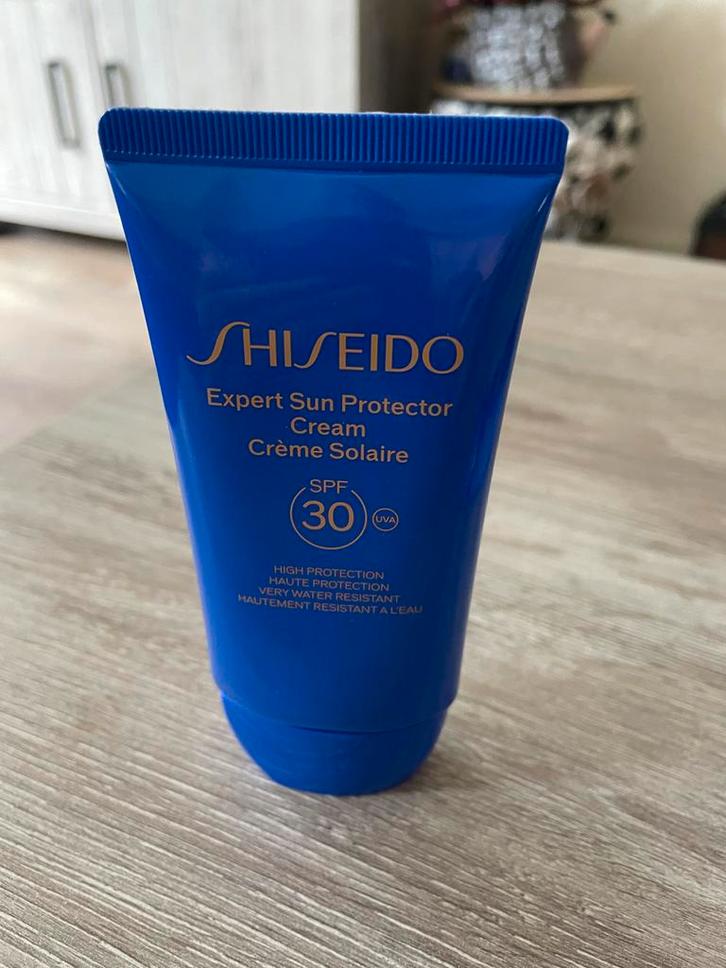 SHISEIDO
Expert Sun Protector
Cream
Crème Solaire
SPF
30 UVA
HIGH PROTECTION
HAUTE PROTECTION
VERY WATER RESISTANT
HAUTEMENT RESISTANT A L'EAU